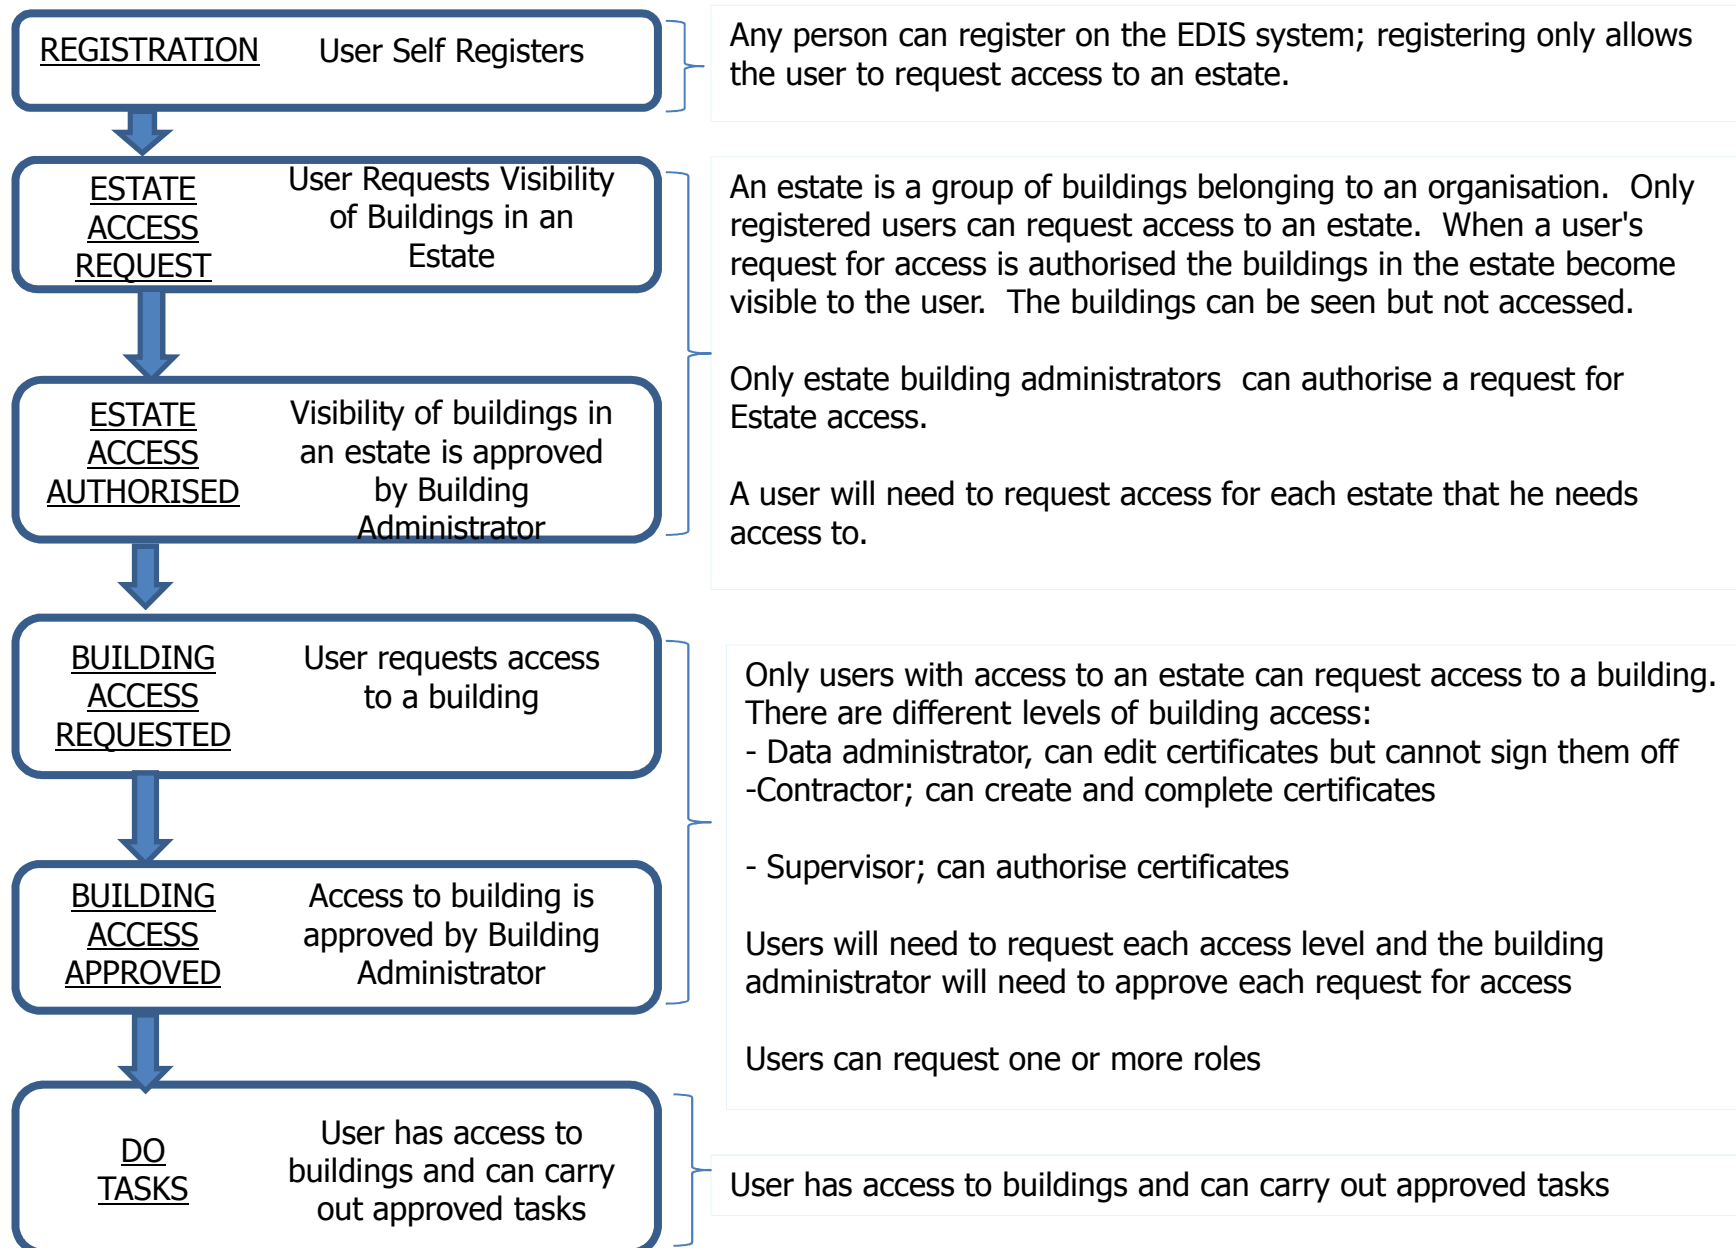 REGISTRATION
User Self Registers
Any person can register on the EDIS system; registering only allows
the user to request access to an estate.
ESTATE
ACCESS
REQUEST
User Requests Visibility
of Buildings in an
Estate
ESTATE
ACCESS
AUTHORISED
Visibility of buildings in
an estate is approved
by Building
Administrator
An estate is a group of buildings belonging to an organisation.  Only
registered users can request access to an estate.  When a user's
request for access is authorised the buildings in the estate become
visible to the user.  The buildings can be seen but not accessed.
Only estate building administrators  can authorise a request for
Estate access.
A user will need to request access for each estate that he needs
access to.
BUILDING
ACCESS
REQUESTED
User requests access
to a building
BUILDING
ACCESS
APPROVED
Access to building is
approved by Building
Administrator
Only users with access to an estate can request access to a building.
There are different levels of building access:
- Data administrator, can edit certificates but cannot sign them off
-Contractor; can create and complete certificates
- Supervisor; can authorise certificates
Users will need to request each access level and the building
administrator will need to approve each request for access
Users can request one or more roles
DO
TASKS
User has access to
buildings and can carry
out approved tasks
User has access to buildings and can carry out approved tasks